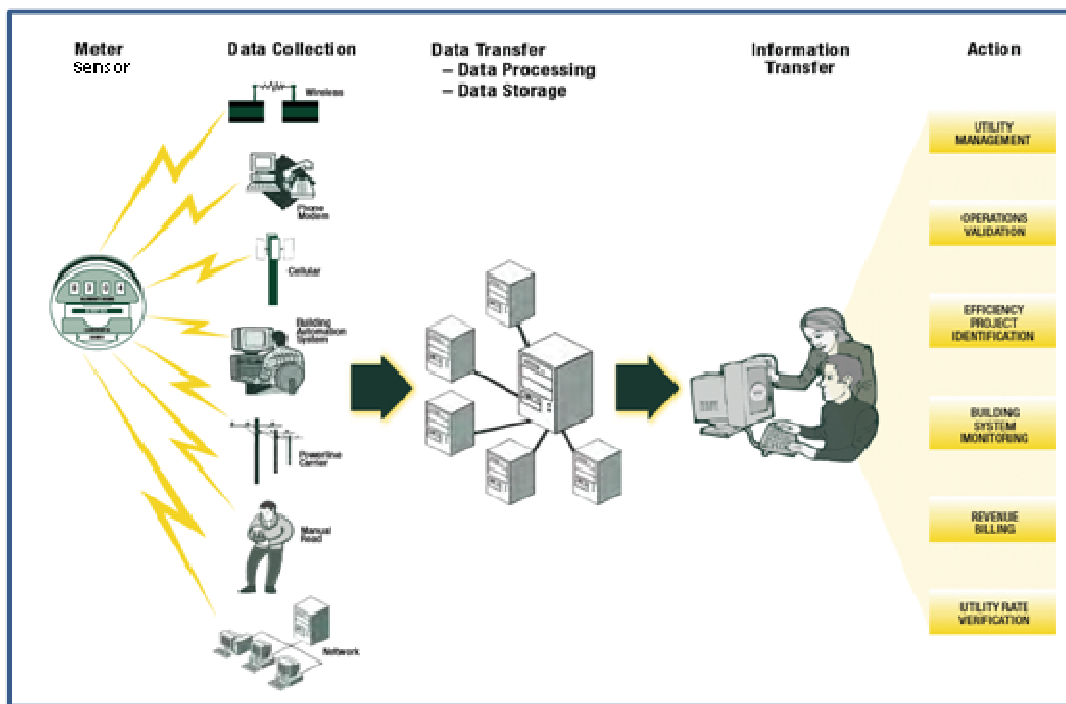 Meter
Sensor
Data Collection
Data Transfer
– Data Processing
– Data Storage
Information
Transfer
Action
Wireless
Phone
Modem
Cellular
Building
Automation
System
Powerline
Carrier
Manual
Read
Network
UTILITY
MANAGEMENT
OPERATIONS
VALIDATION
EFFICIENCY
PROJECT
IDENTIFICATION
BUILDING
SYSTEM
MONITORING
REVENUE
BILLING
UTILITY RATE
VERIFICATION